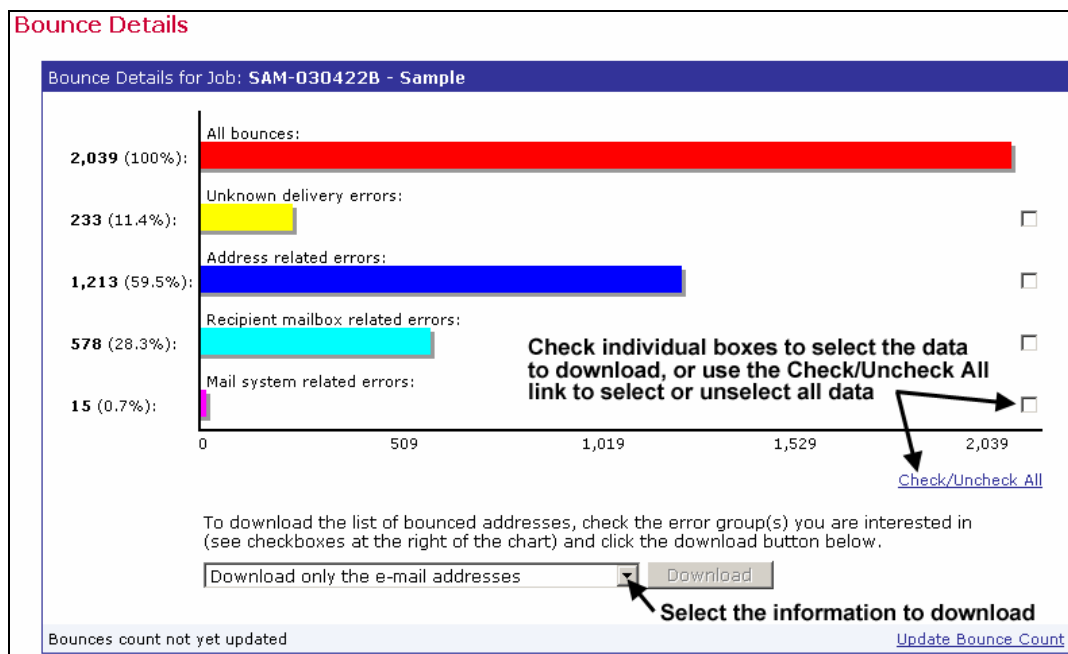 Bounce Details
Bounce Details for Job: SAM-030422B - Sample
All bounces:
2,039 (100%):
Unknown delivery errors:
233 (11.4%):
Address related errors:
1,213 (59.5%):
Recipient mailbox related errors:
578 (28.3%):
Check individual boxes to select the data
to download, or use the Check/Uncheck All
link to select or unselect all data
Mail system related errors:
15 (0.7%):
0 509 1,019 1,529 2,039
Check/Uncheck All
To download the list of bounced addresses, check the error group(s) you are interested in
(see checkboxes at the right of the chart) and click the download button below.
Download only the e-mail addresses Download
Select the information to download
Bounces count not yet updated Update Bounce Count